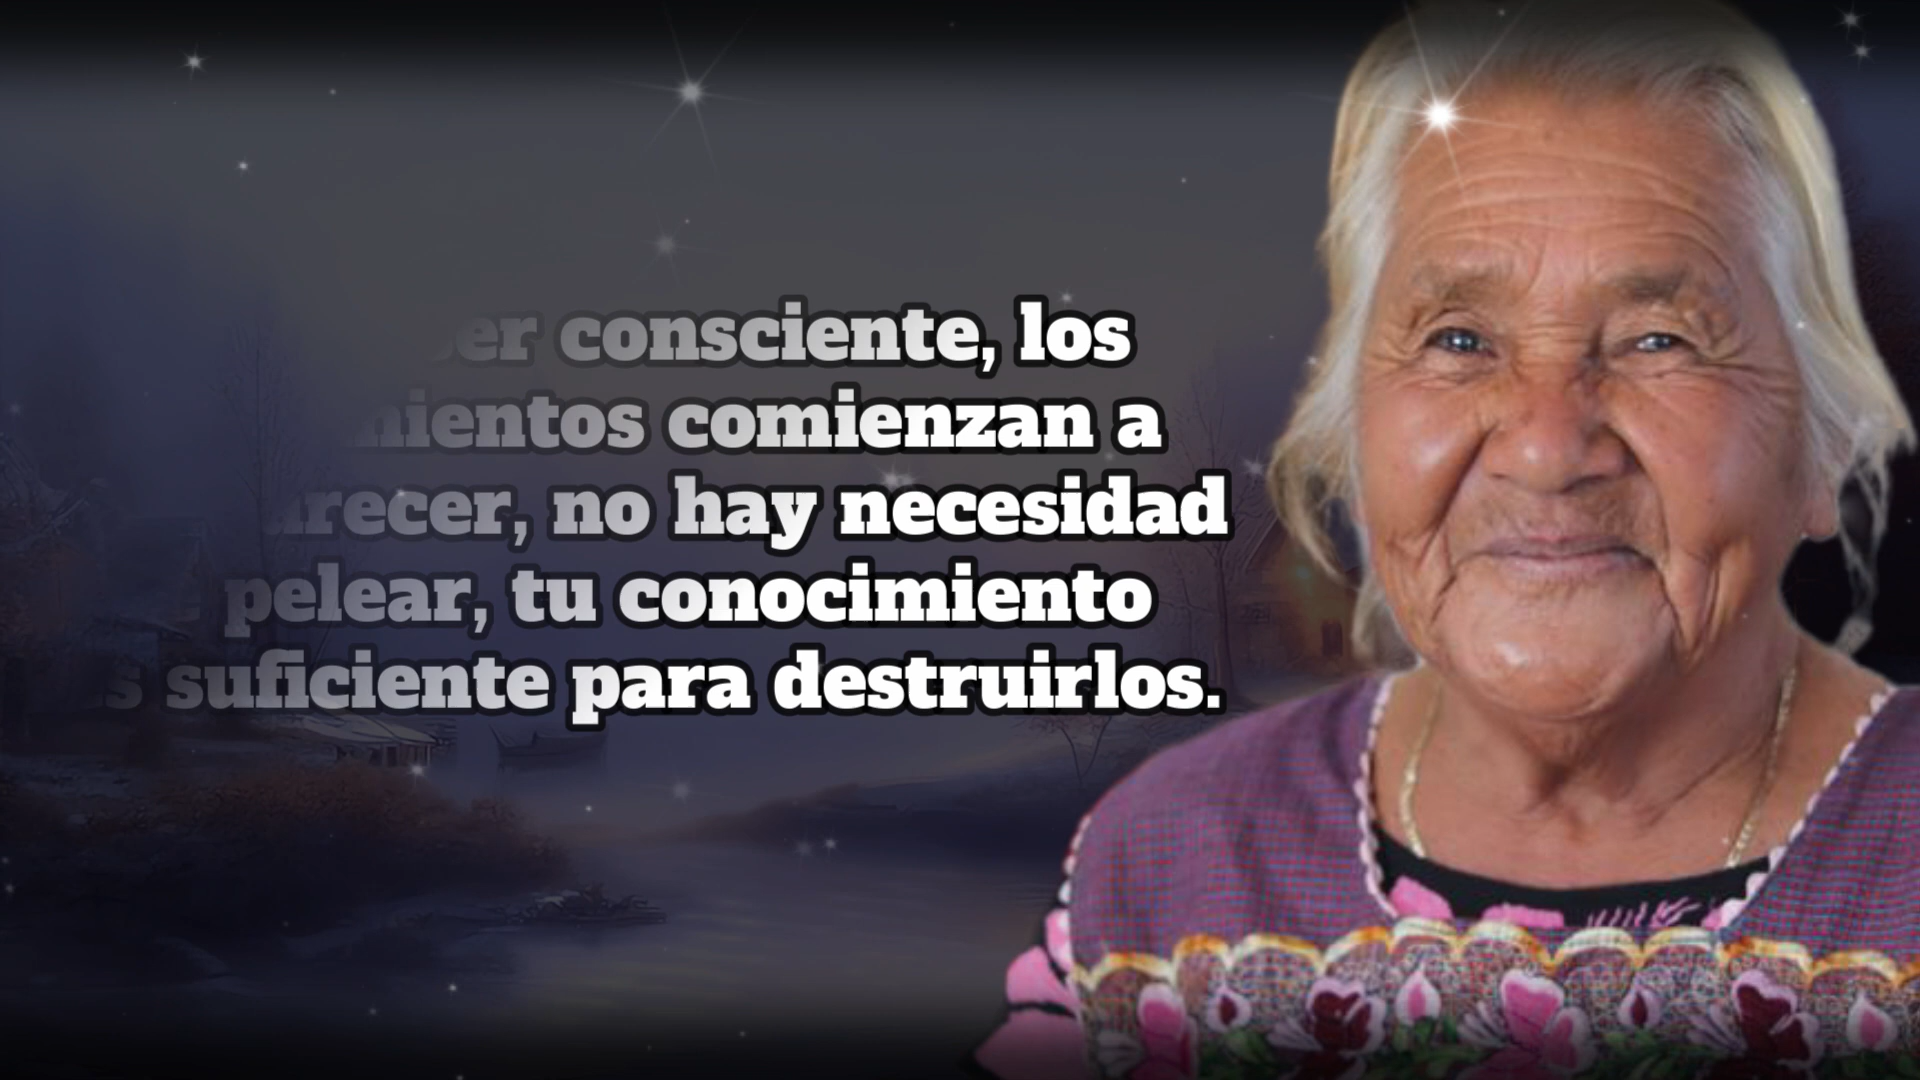 consciente, los
comienzan a
no hay necesidad
pelear, tu conocimiento
suficiente para destruirlos.